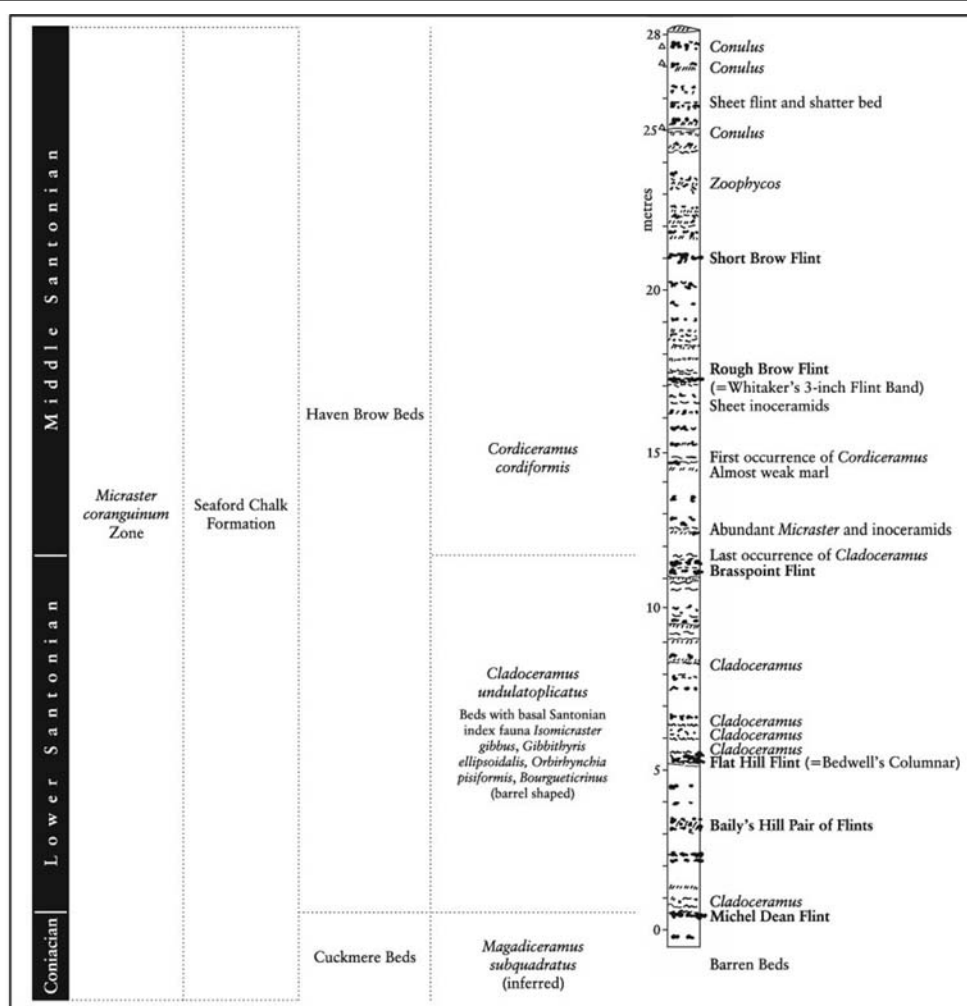 Middle Santonian
Lower Santonian
Coniacian
Micraster
coranguinum
Zone
Seaford Chalk
Formation
Haven Brow Beds
Cuckmere Beds
Cordiceramus
cordiformis
Cladoceramus
undulatoplicatus
Beds with basal Santonian
index fauna Isomicraster
gibbus, Gibbithyris
ellipsoidalis, Orbirhynchia
pisiformis, Bourgueticrinus
(barrel shaped)
Magadiceramus
subquadratus
(inferred)
metres
28
25
20
15
10
5
0
Conulus
Conulus
Sheet flint and shatter bed
Conulus
Zoophycos
Short Brow Flint
Rough Brow Flint
(=Whitaker's 3-inch Flint Band)
Sheet inoceramids
First occurrence of Cordiceramus
Almost weak marl
Abundant Micraster and inoceramids
Last occurrence of Cladoceramus
Brasspoint Flint
Cladoceramus
Cladoceramus
Cladoceramus
Cladoceramus
Flat Hill Flint (=Bedwell's Columnar)
Baily's Hill Pair of Flints
Cladoceramus
Michel Dean Flint
Barren Beds